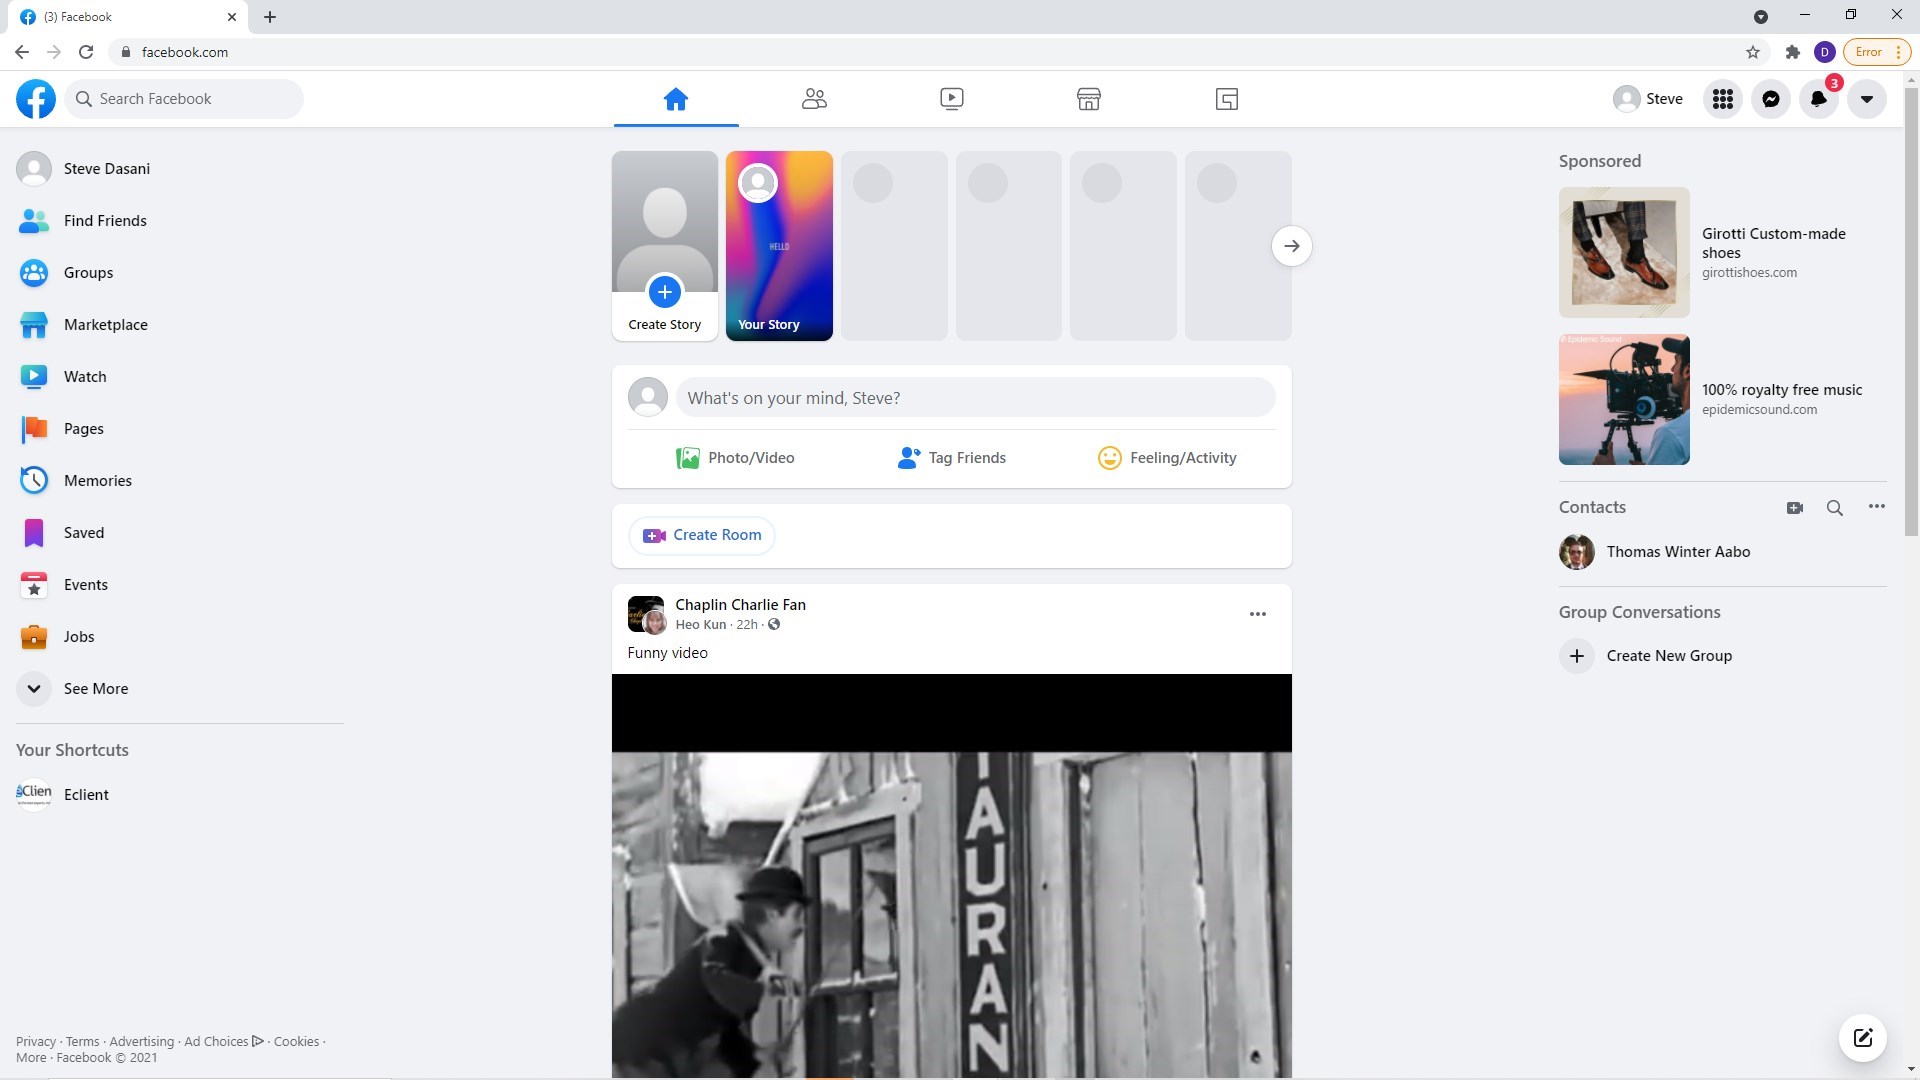 (3) Facebook
facebook.com
Error
Search Facebook
Steve
3
Steve Dasani
Find Friends
Groups
Marketplace
Watch
Pages
Memories
Saved
Events
Jobs
See More
Your Shortcuts
Eclient
Privacy · Terms · Advertising · Ad Choices · Cookies ·
More · Facebook © 2021
HELLO
Create Story
Your Story
What's on your mind, Steve?
Photo/Video
Tag Friends
Feeling/Activity
Create Room
Chaplin Charlie Fan
Heo Kun · 22h ·
Funny video
AURAN
Sponsored
Girotti Custom-made
shoes
girottishoes.com
Epidemic Sound
100% royalty free music
epidemicsound.com
Contacts
Thomas Winter Aabo
Group Conversations
Create New Group
D